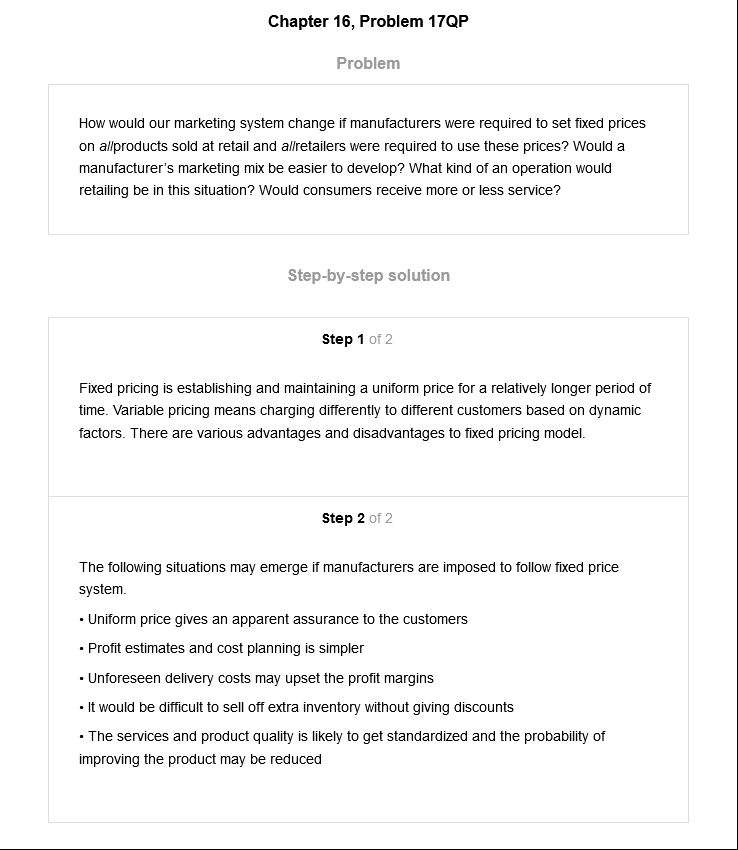 Chapter 16, Problem 17QP
Problem
How would our marketing system change if manufacturers were required to set fixed prices
on allproducts sold at retail and allretailers were required to use these prices? Would a
manufacturer's marketing mix be easier to develop? What kind of an operation would
retailing be in this situation? Would consumers receive more or less service?
Step-by-step solution
Step 1 of 2
Fixed pricing is establishing and maintaining a uniform price for a relatively longer period of
time. Variable pricing means charging differently to different customers based on dynamic
factors. There are various advantages and disadvantages to fixed pricing model.
Step 2 of 2
The following situations may emerge if manufacturers are imposed to follow fixed price
system.
• Uniform price gives an apparent assurance to the customers
• Profit estimates and cost planning is simpler
• Unforeseen delivery costs may upset the profit margins
• It would be difficult to sell off extra inventory without giving discounts
• The services and product quality is likely to get standardized and the probability of
improving the product may be reduced